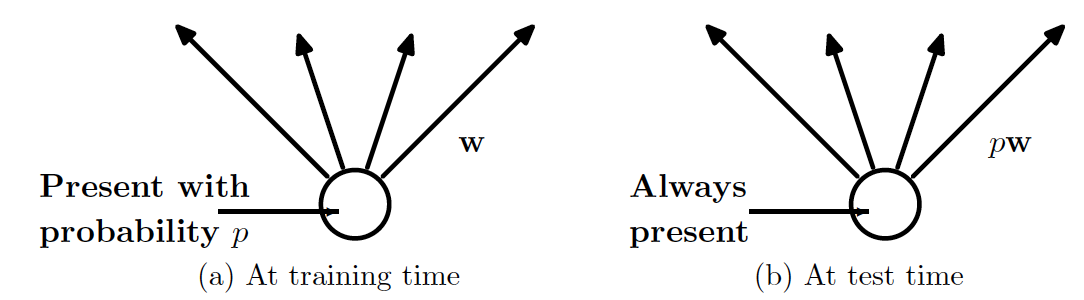 w
Present with
probability p
(a) At training time
pw
Always
present
(b) At test time